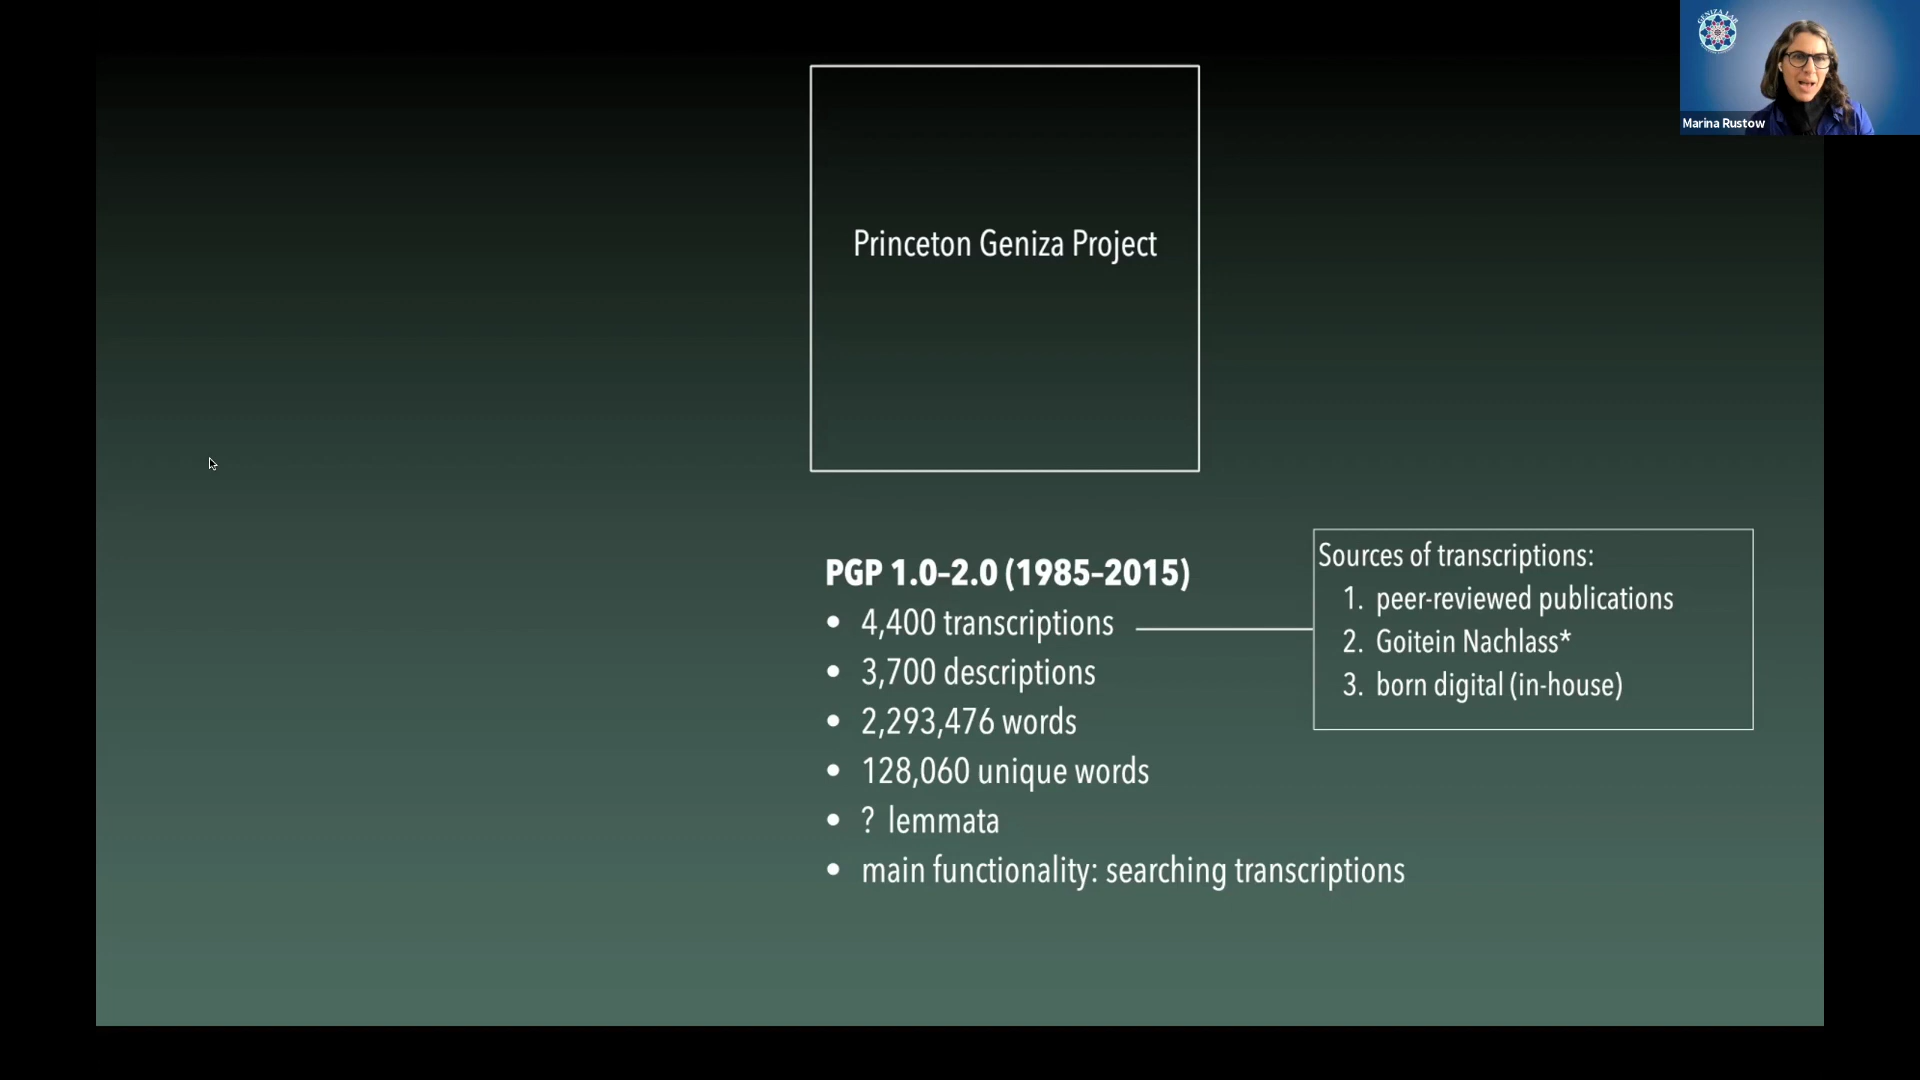 GENIZA LAB
Marina Rustow
Princeton Geniza Project
PGP 1.0–2.0 (1985–2015)
• 4,400 transcriptions
• 3,700 descriptions
• 2,293,476 words
• 128,060 unique words
• ? lemmata
• main functionality: searching transcriptions
Sources of transcriptions:
1. peer-reviewed publications
2. Goitein Nachlass*
3. born digital (in-house)